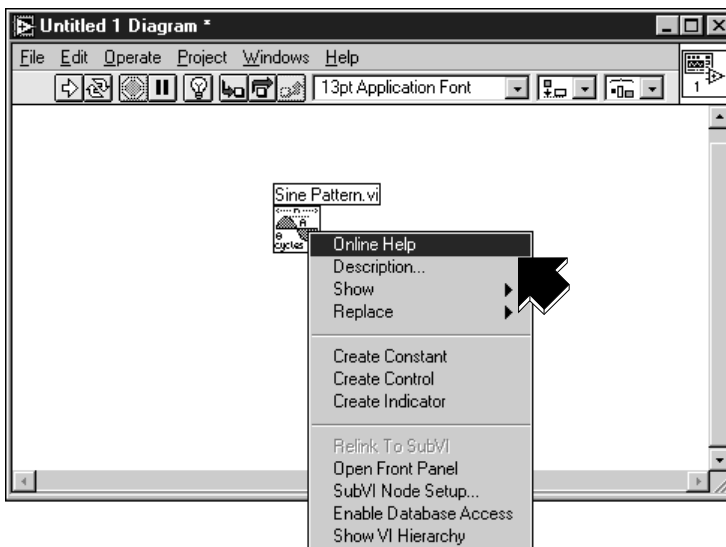 Untitled 1 Diagram *
File Edit Operate Project Windows Help
13pt Application Font
1
Sine Pattern.vi
n
A
θ
cycles
Online Help
Description...
Show
Replace
Create Constant
Create Control
Create Indicator
Relink To SubVI
Open Front Panel
SubVI Node Setup...
Enable Database Access
Show VI Hierarchy